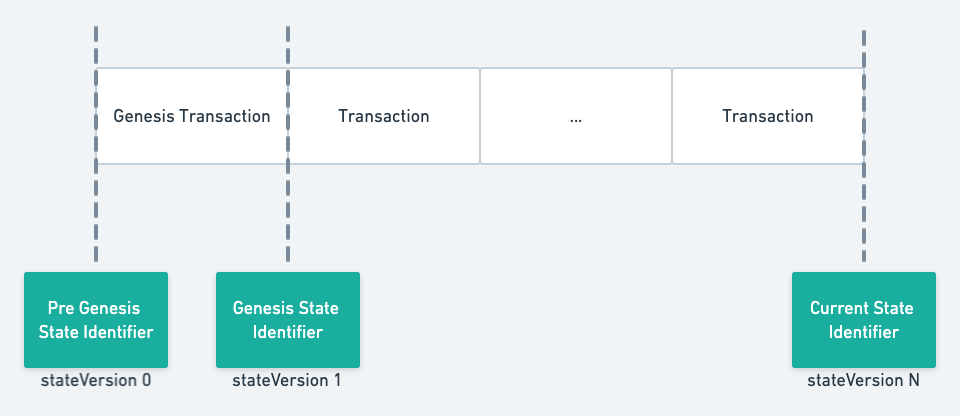 Genesis Transaction
Transaction
...
Transaction
Pre Genesis
State Identifier
stateVersion 0
Genesis State
Identifier
stateVersion 1
Current State
Identifier
stateVersion N